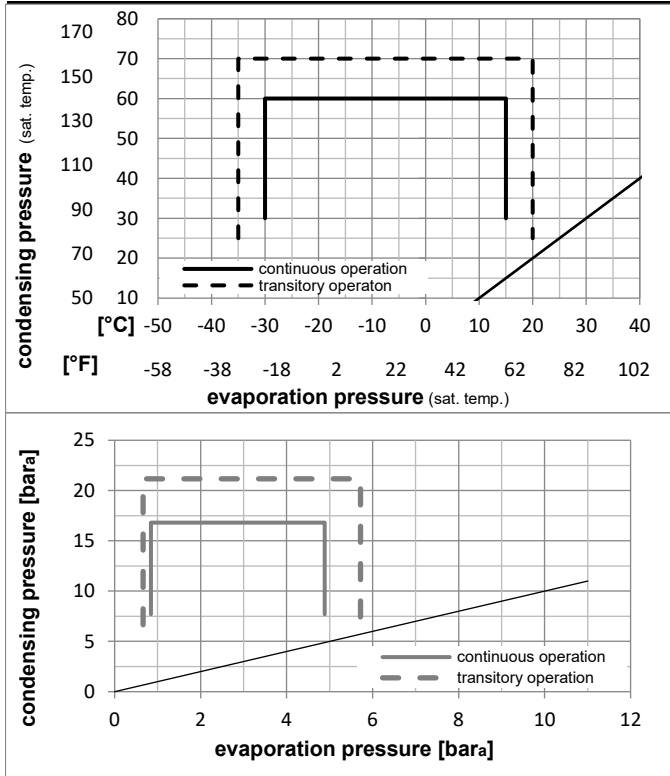 condensing pressure (sat. temp.)
170 80
150 70
60
130 50
110 40
90 30
70 20
50 10
continuous operation
transitory operaton
[°C] -50 -40 -30 -20 -10 0 10 20 30 40
[°F] -58 -38 -18 2 22 42 62 82 102
evaporation pressure (sat. temp.)
condensing pressure [bara]
25
20
15
10
5
0
continuous operation
transitory operation
0 2 4 6 8 10 12
evaporation pressure [bara]